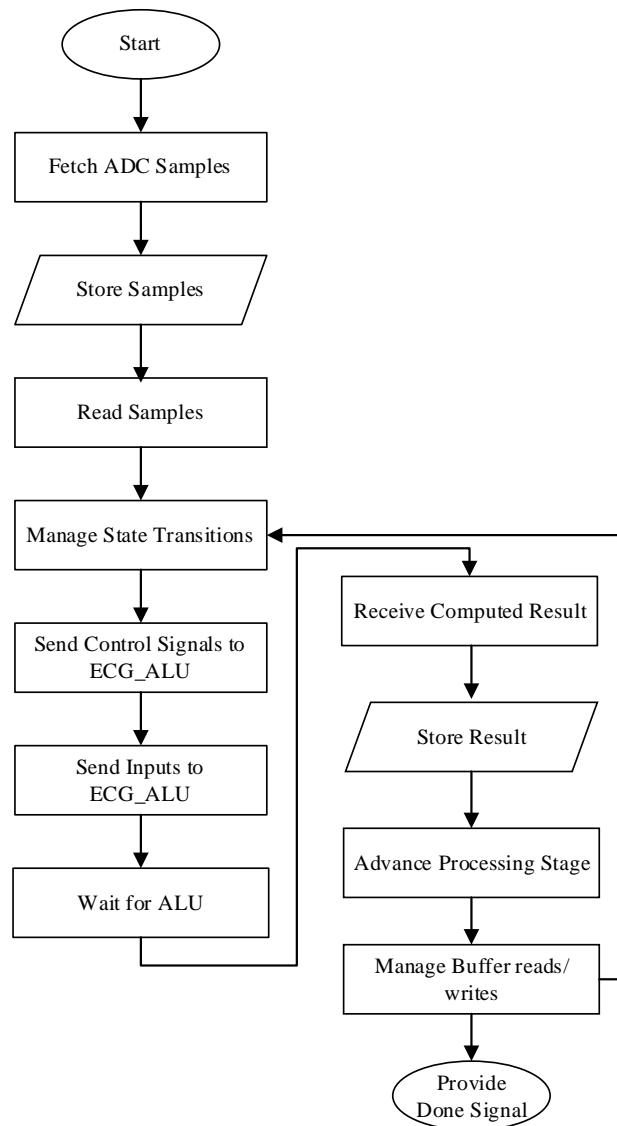 Start
Fetch ADC Samples
Store Samples
Read Samples
Manage State Transitions
Send Control Signals to
ECG_ALU
Send Inputs to
ECG_ALU
Wait for ALU
Receive Computed Result
Store Result
Advance Processing Stage
Manage Buffer reads/
writes
Provide
Done Signal